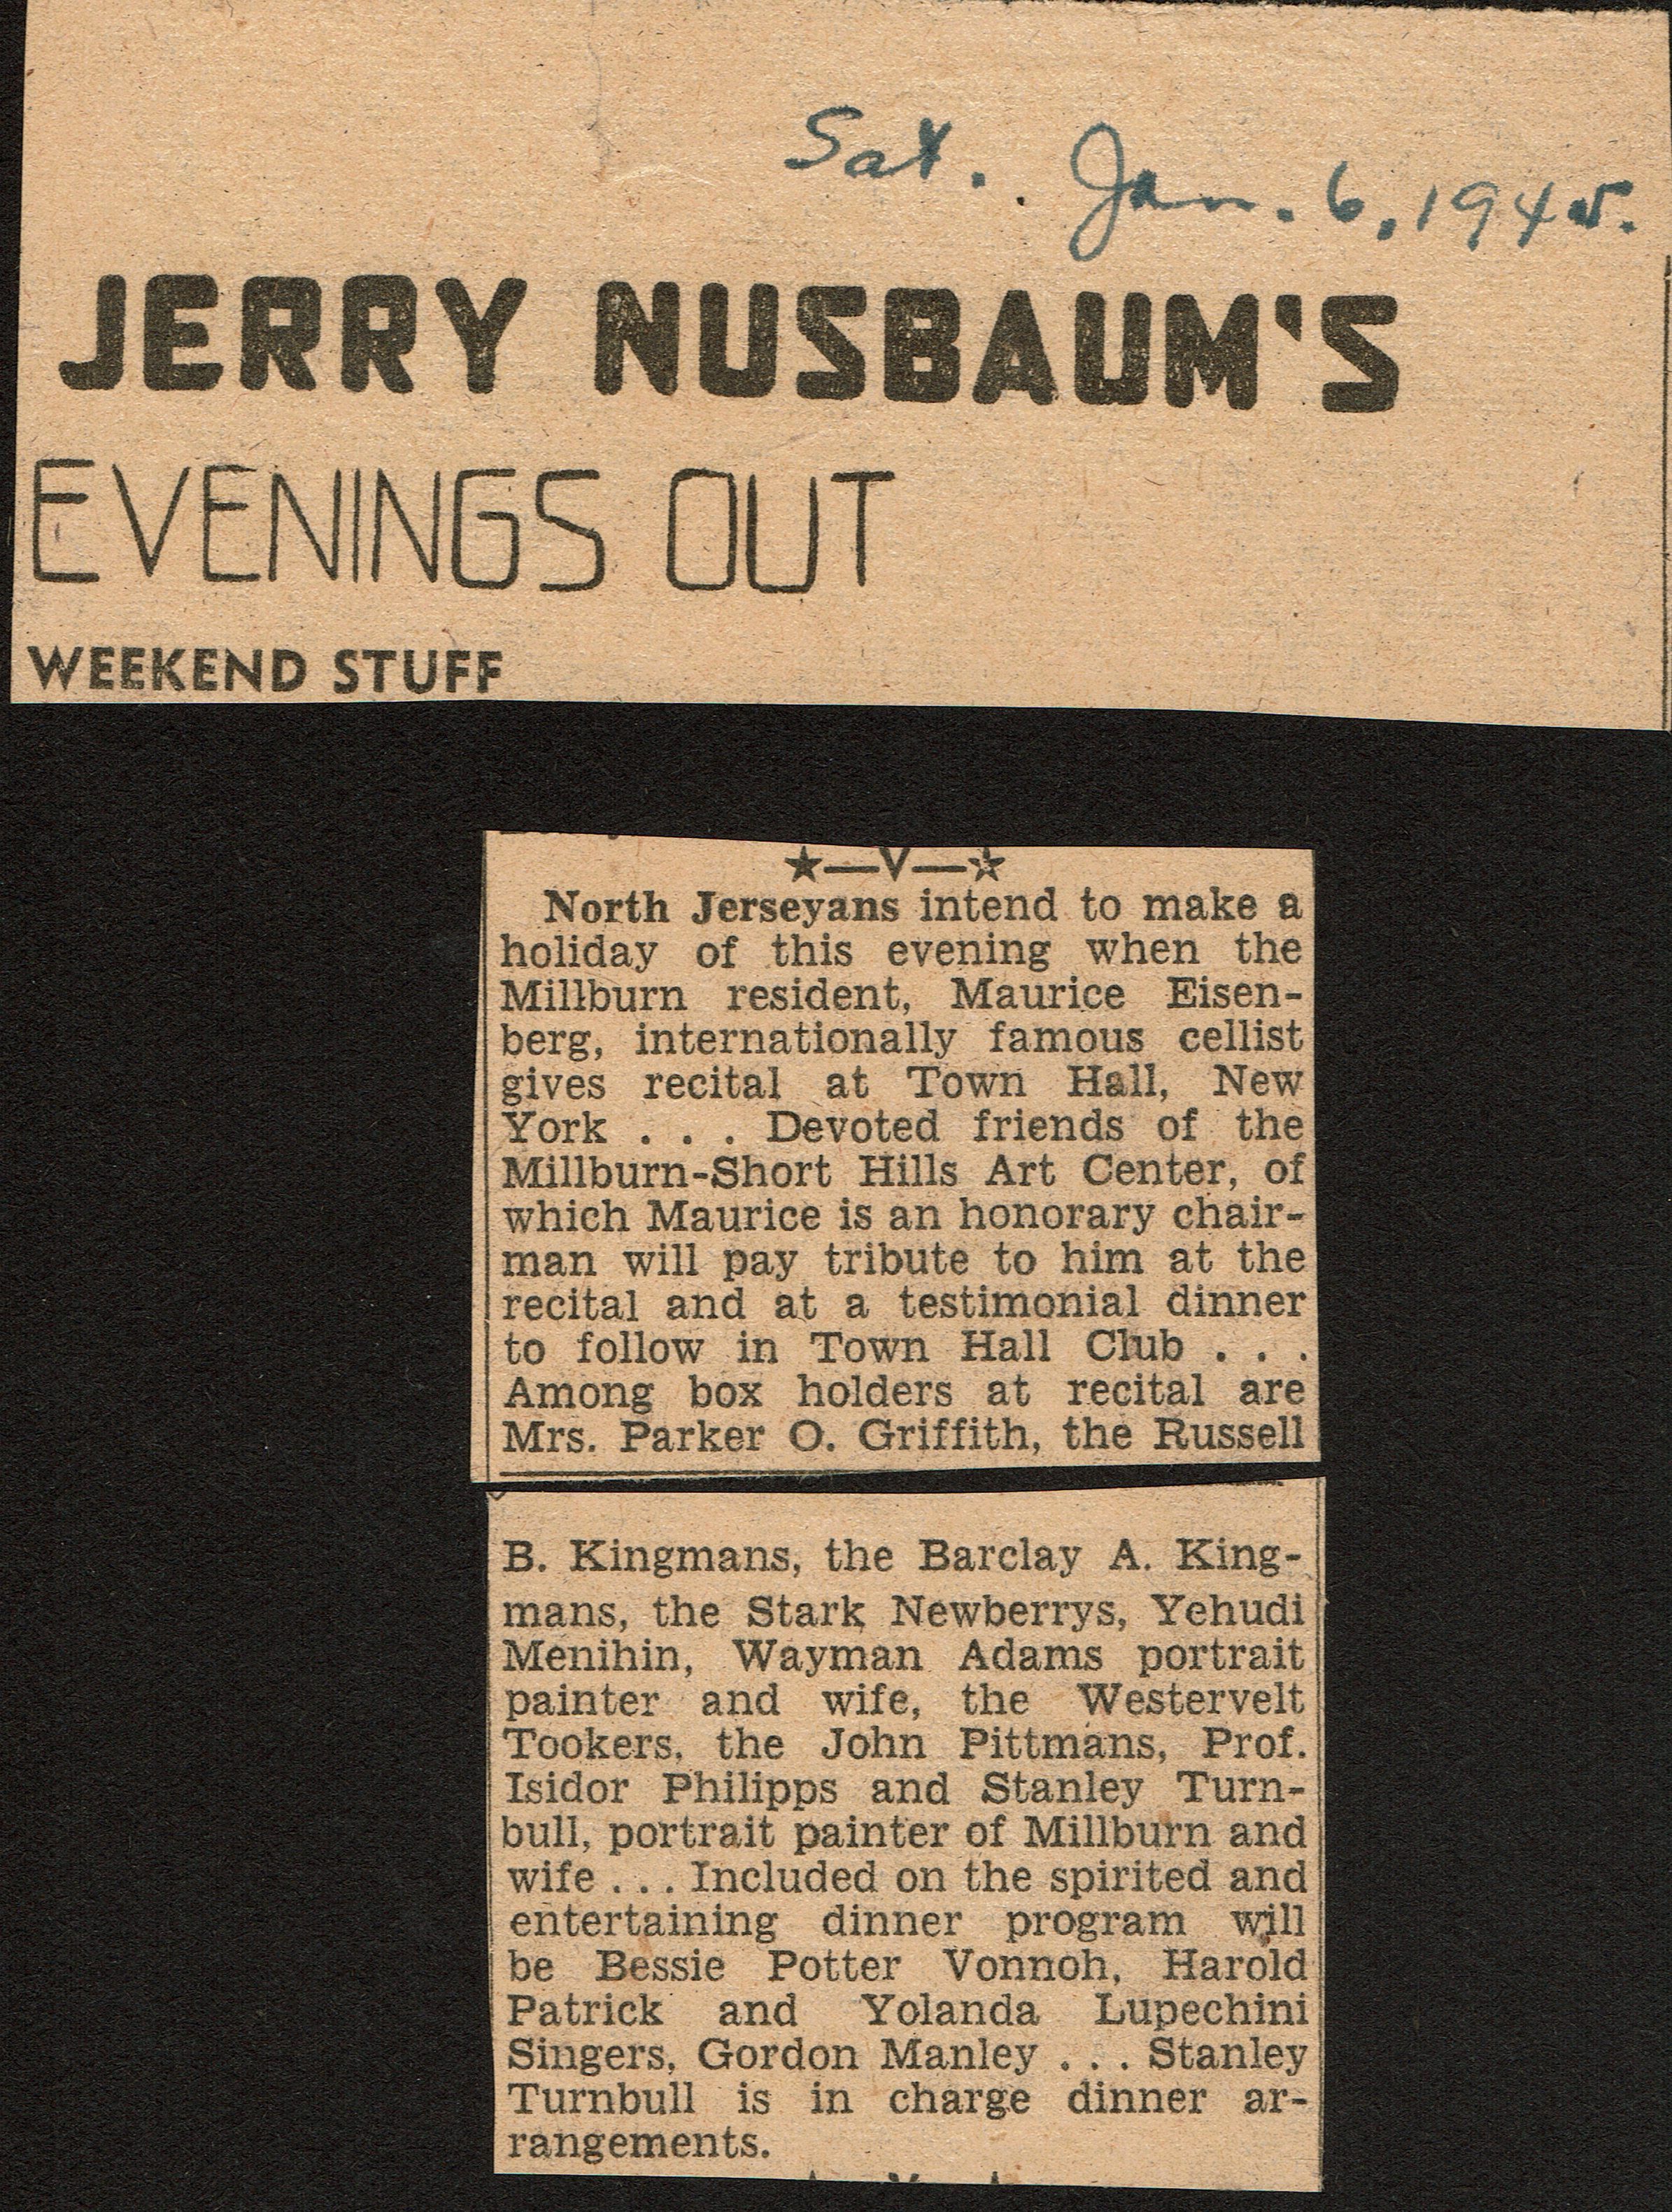 Sat. Jan. 6, 1945.
JERRY NUSBAUM'S
EVENINGS OUT
WEEKEND STUFF
★—V—☆
North Jerseyans intend to make a
holiday of this evening when the
Millburn resident, Maurice Eisen-
berg, internationally famous cellist
gives recital at Town Hall, New
York . . . Devoted friends of the
Millburn-Short Hills Art Center, of
which Maurice is an honorary chair-
man will pay tribute to him at the
recital and at a testimonial dinner
to follow in Town Hall Club . . .
Among box holders at recital are
Mrs. Parker O. Griffith, the Russell
B. Kingmans, the Barclay A. King-
mans, the Stark Newberrys, Yehudi
Menihin, Wayman Adams portrait
painter and wife, the Westervelt
Tookers, the John Pittmans, Prof.
Isidor Philipps and Stanley Turn-
bull, portrait painter of Millburn and
wife . . . Included on the spirited and
entertaining dinner program will
be Bessie Potter Vonnoh, Harold
Patrick and Yolanda Lupechini
Singers, Gordon Manley . . . Stanley
Turnbull is in charge dinner ar-
rangements.